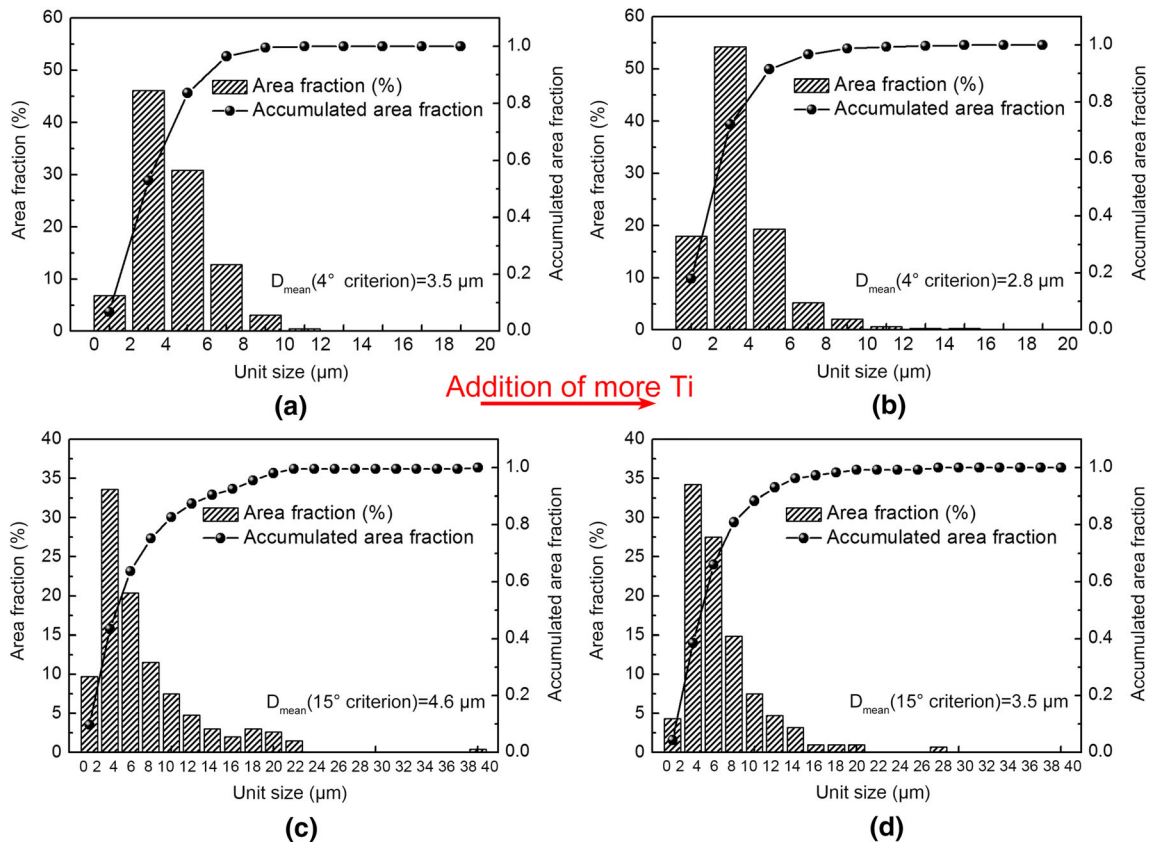 60
50
40
30
20
10
0
Area fraction (%)
Area fraction (%)
Accumulated area fraction
D mean (4° criterion)=3.5 μm
1.0
0.8
0.6
0.4
0.2
0.0
Accumulated area fraction
0 2 4 6 8 10 12 14 16 18 20
Unit size (μm)
(a)
60
50
40
30
20
10
0
Area fraction (%)
Area fraction (%)
Accumulated area fraction
D mean (4° criterion)=2.8 μm
1.0
0.8
0.6
0.4
0.2
0.0
Accumulated area fraction
0 2 4 6 8 10 12 14 16 18 20
Unit size (μm)
(b)
Addition of more Ti
40
35
30
25
20
15
10
5
0
Area fraction (%)
Area fraction (%)
Accumulated area fraction
D mean (15° criterion)=4.6 μm
1.0
0.8
0.6
0.4
0.2
0.0
Accumulated area fraction
0 2 4 6 8 10 12 14 16 18 20 22 24 26 28 30 32 34 36 38 40
Unit size (μm)
(c)
40
35
30
25
20
15
10
5
0
Area fraction (%)
Area fraction (%)
Accumulated area fraction
D mean (15° criterion)=3.5 μm
1.0
0.8
0.6
0.4
0.2
0.0
Accumulated area fraction
0 2 4 6 8 10 12 14 16 18 20 22 24 26 28 30 32 34 36 38 40
Unit size (μm)
(d)